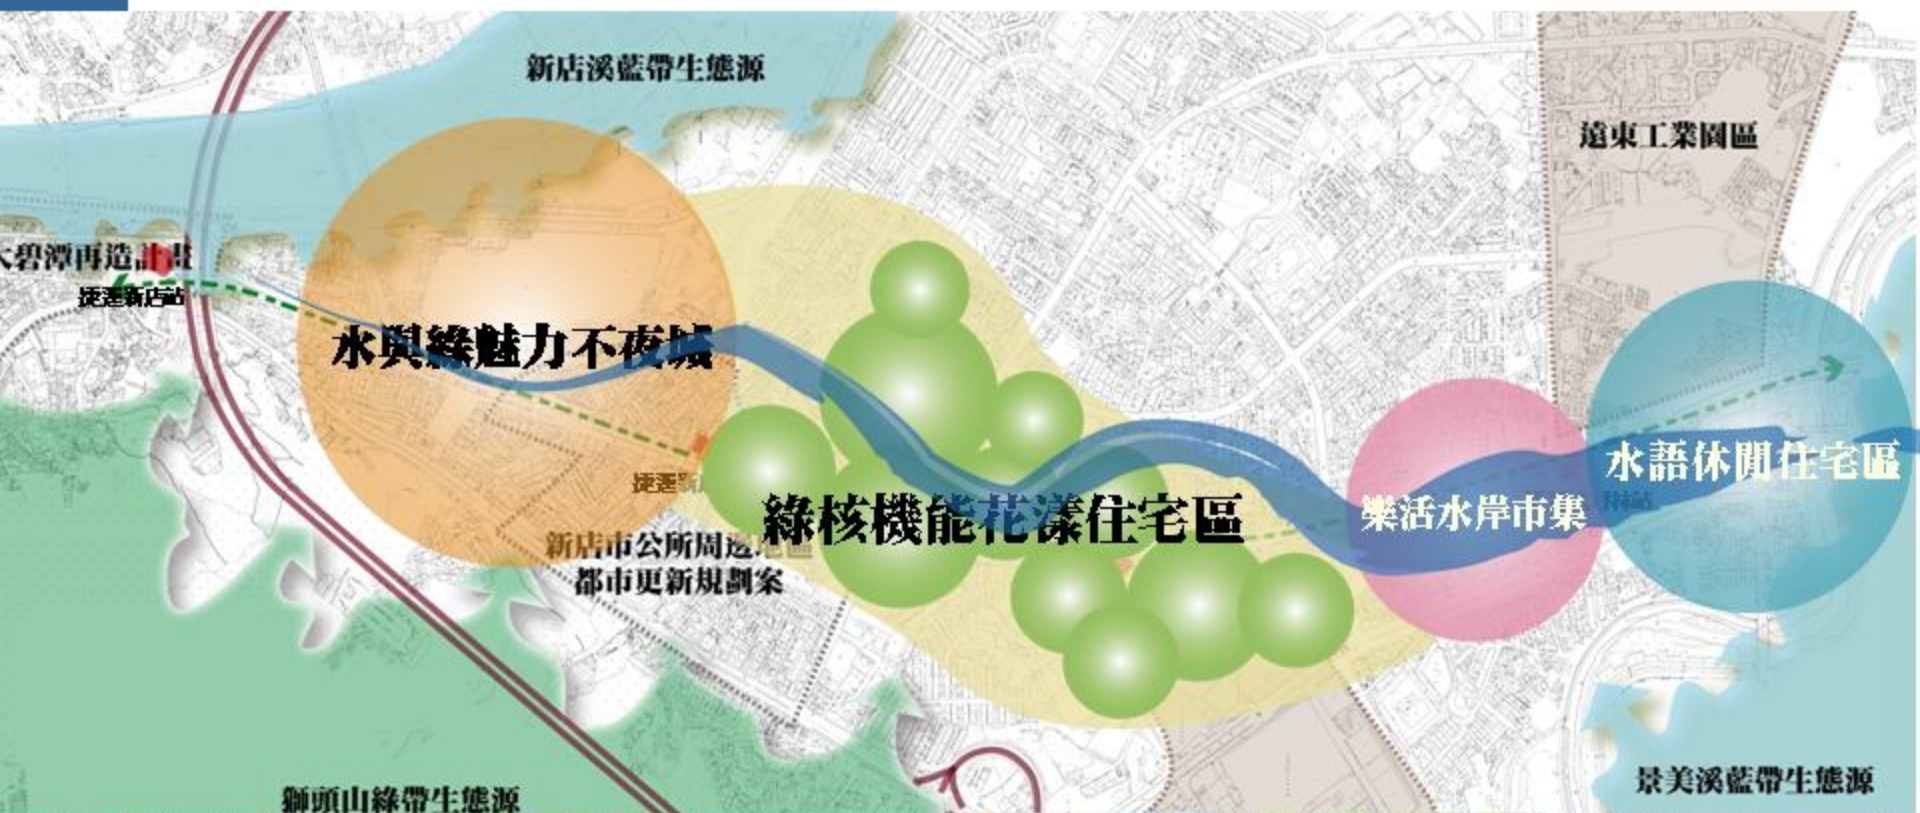 新店溪藍帶生態源
遠東工業園區
大碧潭再造計畫
捷運新店站
水與綠魅力不夜城
捷運新店
綠核機能花漾住宅區
樂活水岸市集
水語休閒住宅區
新店市公所周邊地區
都市更新規劃案
景美溪藍帶生態源
獅頭山綠帶生態源